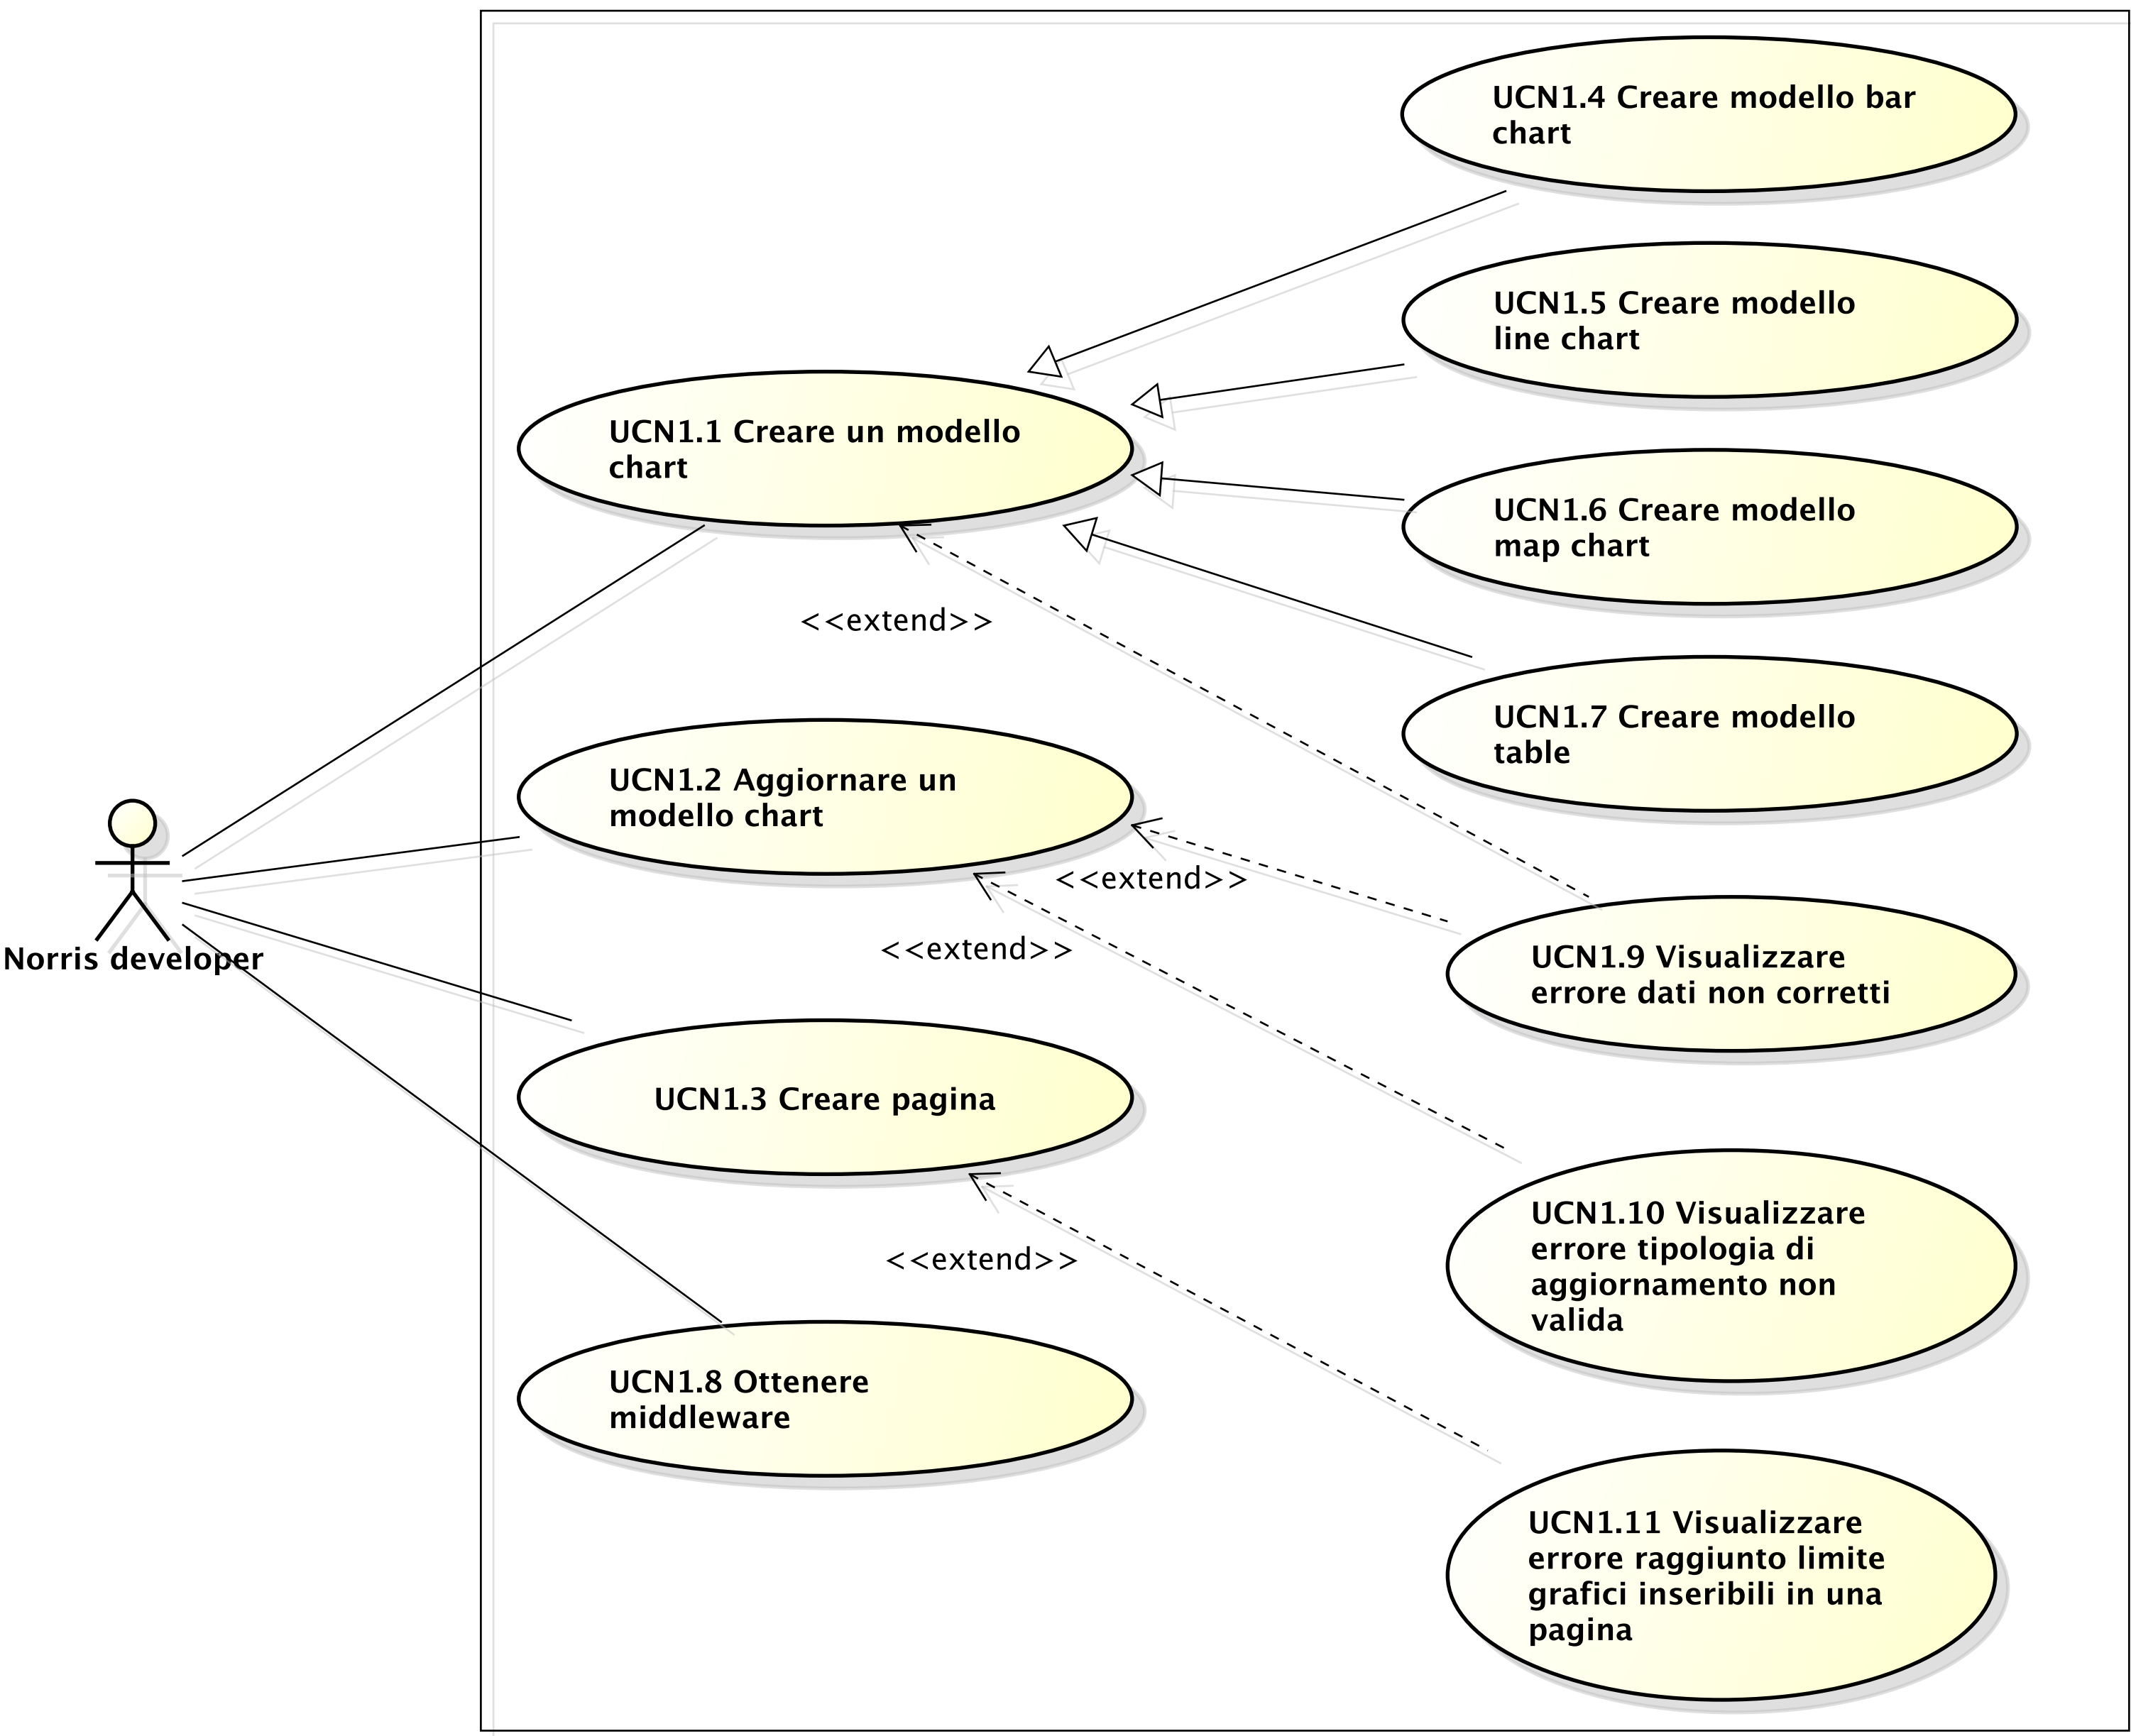 UCN1.4 Creare modello bar
chart
UCN1.5 Creare modello
line chart
UCN1.1 Creare un modello
chart
UCN1.6 Creare modello
map chart
<<extend>>
UCN1.7 Creare modello
table
UCN1.2 Aggiornare un
modello chart
<<extend>>
<<extend>>
Norris developer
UCN1.9 Visualizzare
errore dati non corretti
UCN1.3 Creare pagina
UCN1.10 Visualizzare
errore tipologia di
aggiornamento non
valida
<<extend>>
UCN1.8 Ottenere
middleware
UCN1.11 Visualizzare
errore raggiunto limite
grafici inseribili in una
pagina